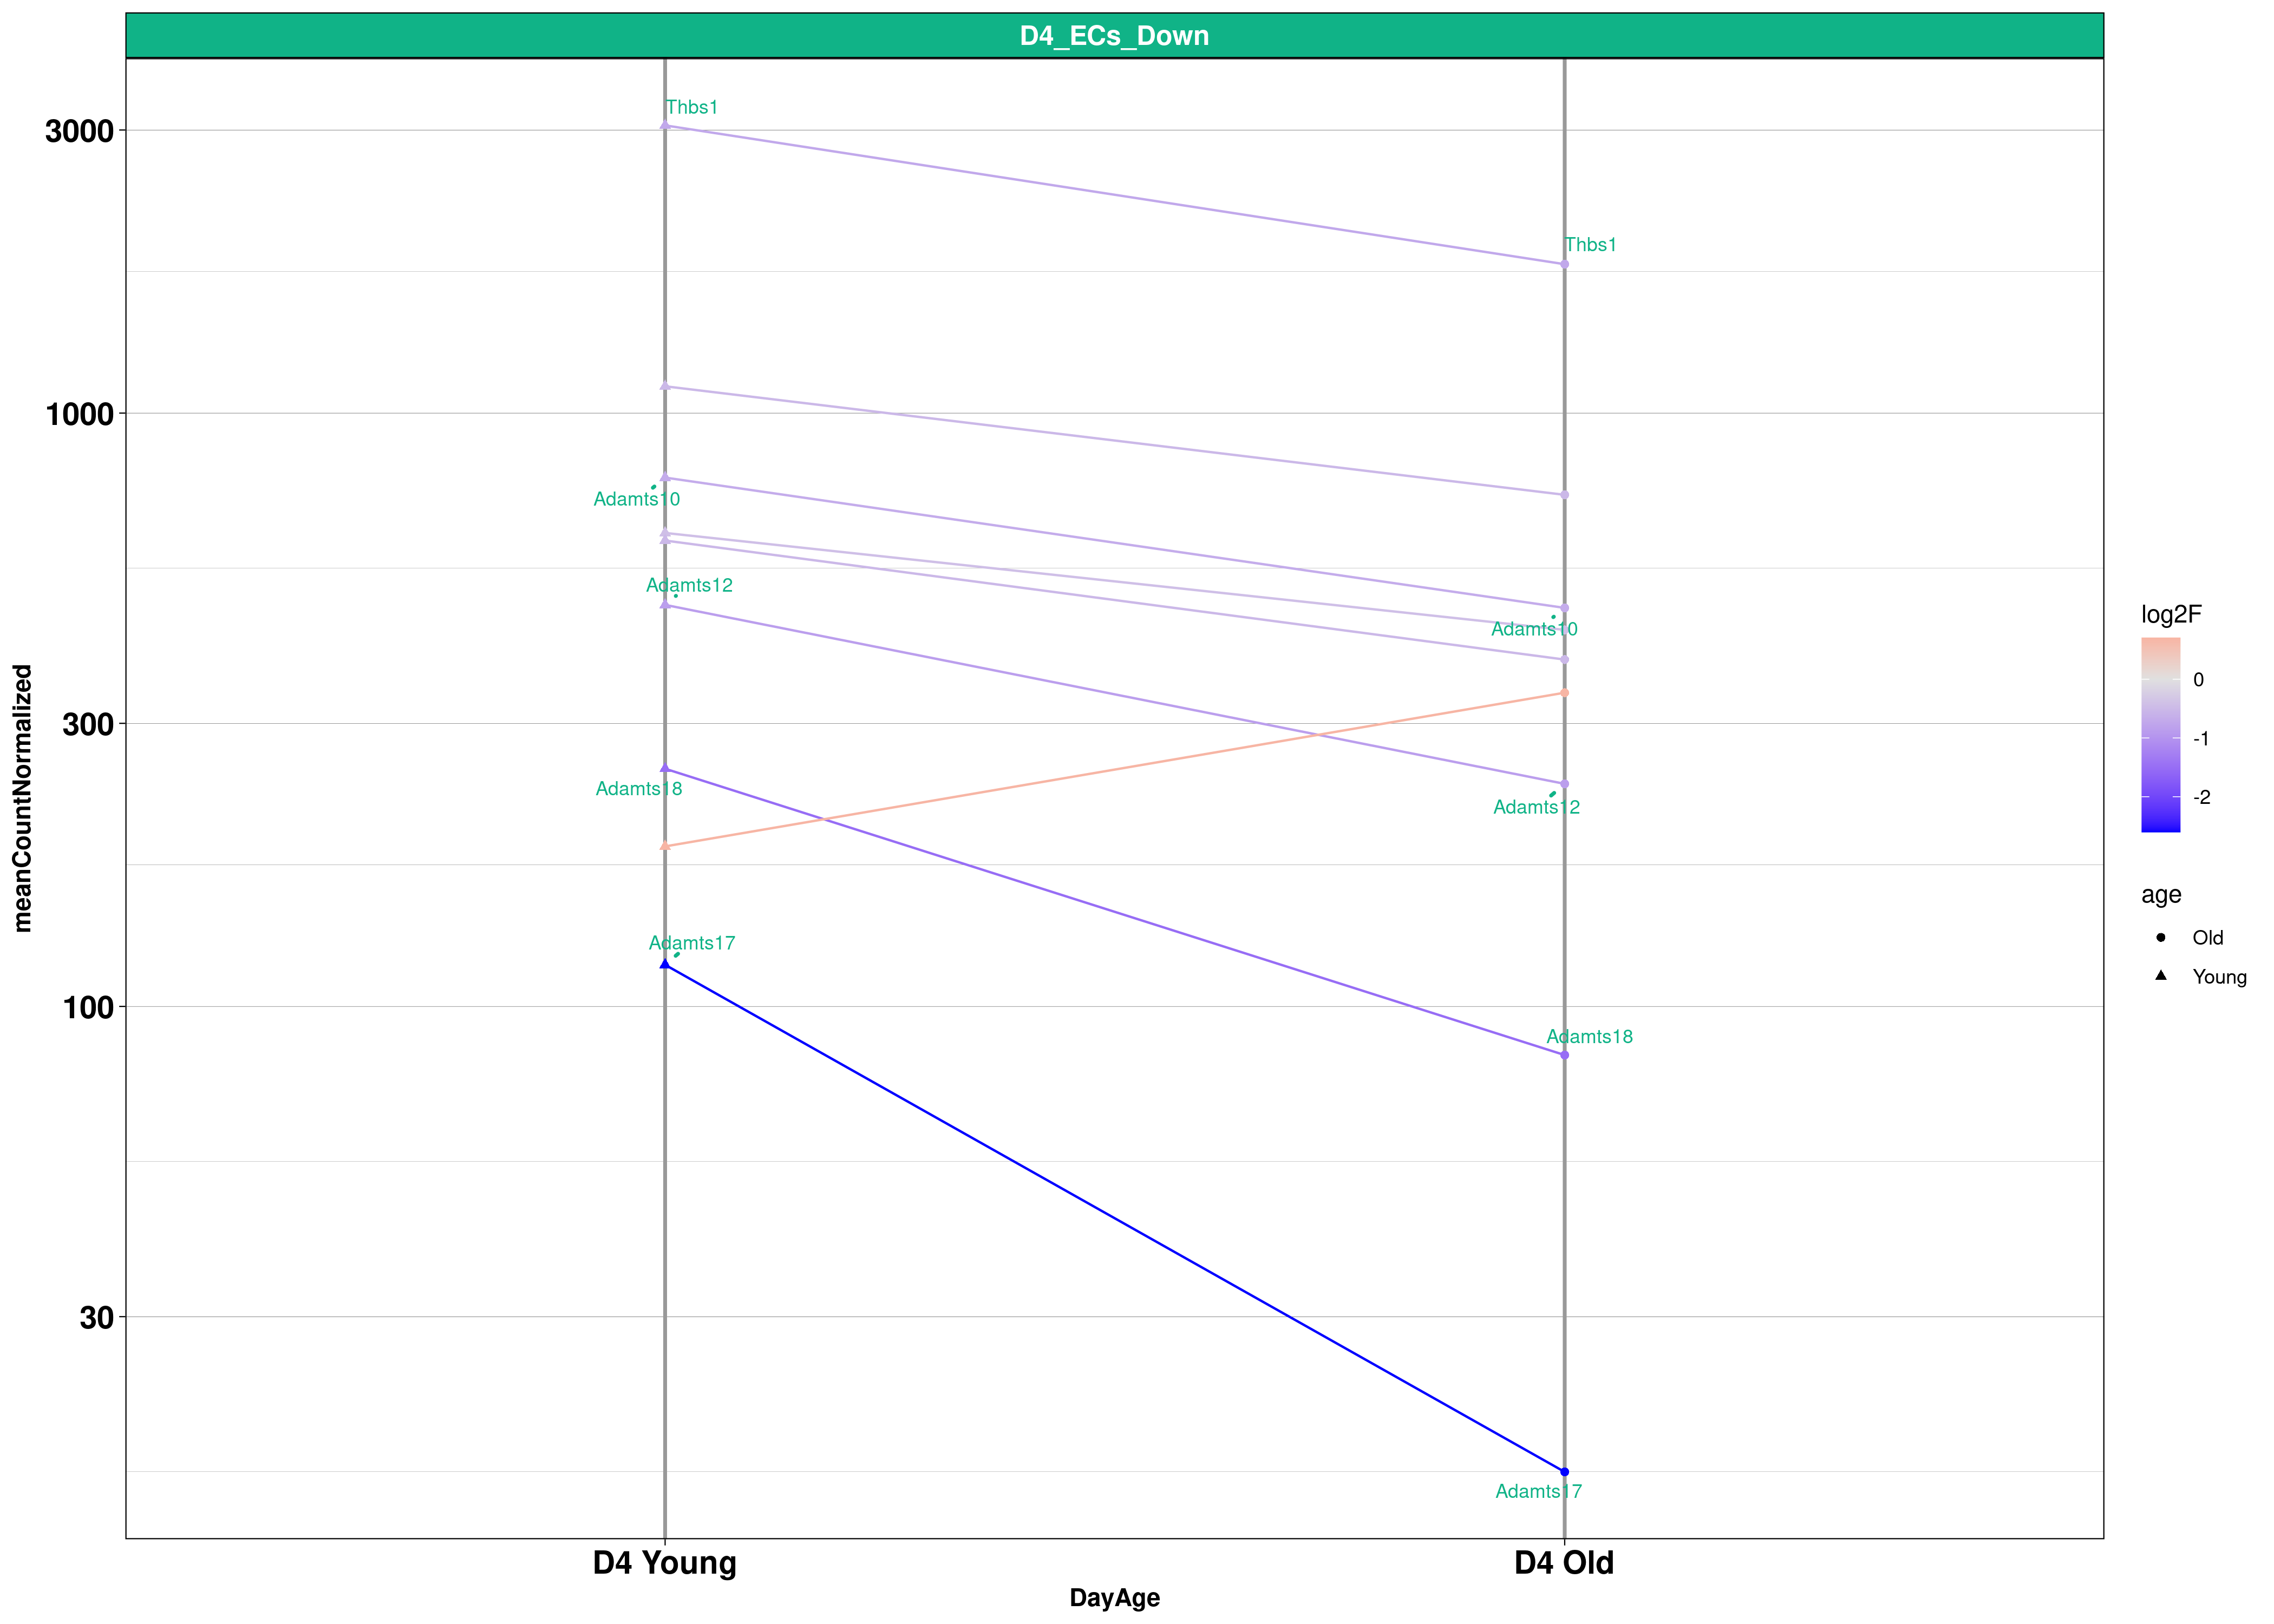 D4_ECs_Down
meanCountNormalized
3000
1000
300
100
30
Thbs1
Thbs1
Adamts10
Adamts12
Adamts10
Adamts18
Adamts12
Adamts17
Adamts18
Adamts17
D4 Young
D4 Old
DayAge
log2F
0
-1
-2
age
Old
Young